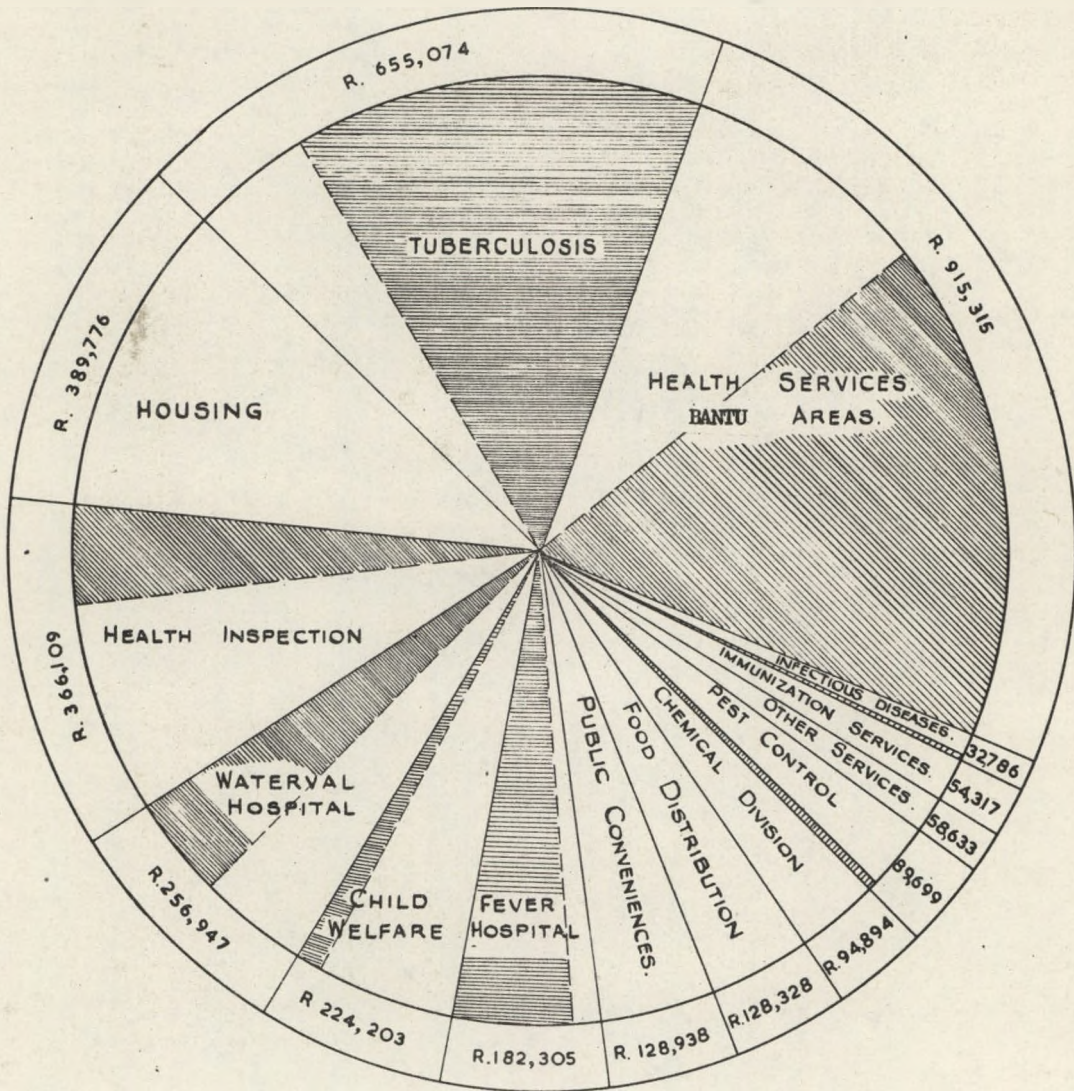 R. 655,074
R. 915,315
TUBERCULOSIS
R. 389,776
HEALTH SERVICES.
BANTU AREAS.
HOUSING
HEALTH INSPECTION
R. 366,109
INFECTIOUS DISEASES.
32,786
IMMUNIZATION SERVICES.
54,317
OTHER SERVICES.
58,633
PEST CONTROL
89,699
CHEMICAL DIVISION
R.94,894
FOOD DISTRIBUTION
R.128,328
PUBLIC CONVENIENCES.
R. 128,938
FEVER
HOSPITAL
R.182,305
CHILD
WELFARE
R 224,203
WATERVAL
HOSPITAL
R.256,947